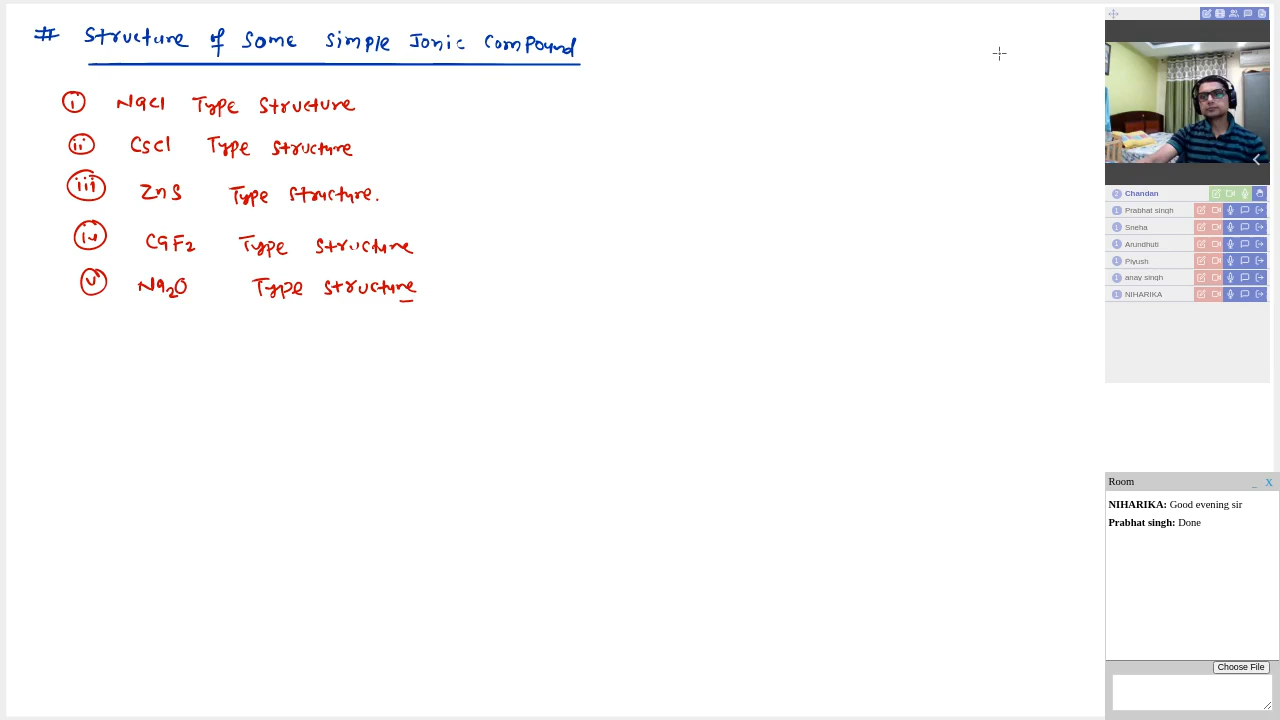 # Structure of Some Simple Ionic Compound
(i) NaCl Type Structure
(ii) CsCl Type Structure
(iii) ZnS Type Structure.
(iv) CaF2 Type Structure
(v) Na2O Type Structure
Chandan
Prabhat singh
Sneha
Arundhuti
Piyush
anay singh
NIHARIKA
Room _ X
NIHARIKA: Good evening sir
Prabhat singh: Done
Choose File